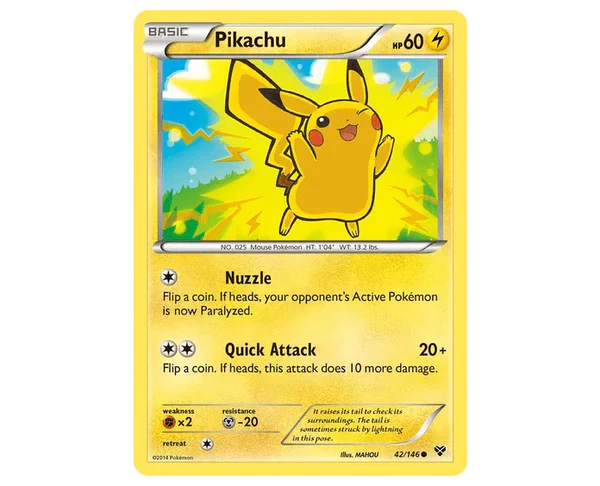 BASIC Pikachu HP60
NO. 025 Mouse Pokémon HT: 1'04" WT: 13.2 lbs.
Nuzzle
Flip a coin. If heads, your opponent's Active Pokémon
is now Paralyzed.
Quick Attack 20+
Flip a coin. If heads, this attack does 10 more damage.
weakness resistance
×2 -20
retreat
It raises its tail to check its
surroundings. The tail is
sometimes struck by lightning
in this pose.
©2014 Pokémon Illus. MAHOU 42/146